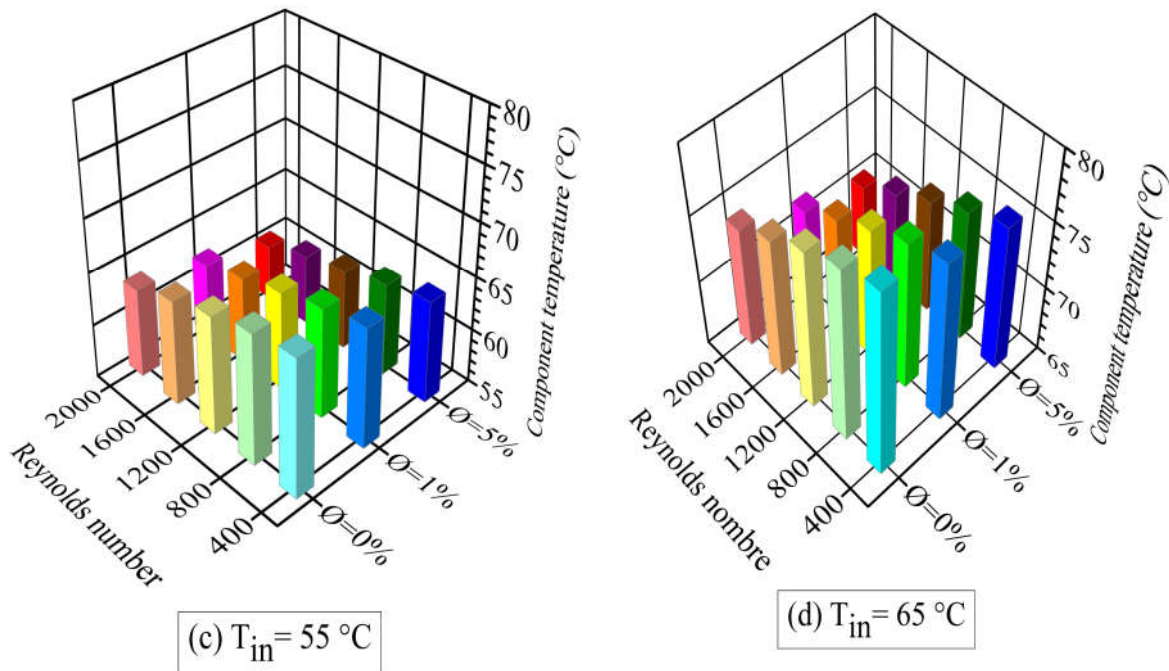 80
75
70
65
60
55
Component temperature (°C)
2000
1600
1200
800
400
Reynolds number
Ø=5%
Ø=1%
Ø=0%
(c) Tin= 55 °C
80
75
70
65
Component temperature (°C)
2000
1600
1200
800
400
Reynolds nombre
Ø=5%
Ø=1%
Ø=0%
(d) Tin= 65 °C